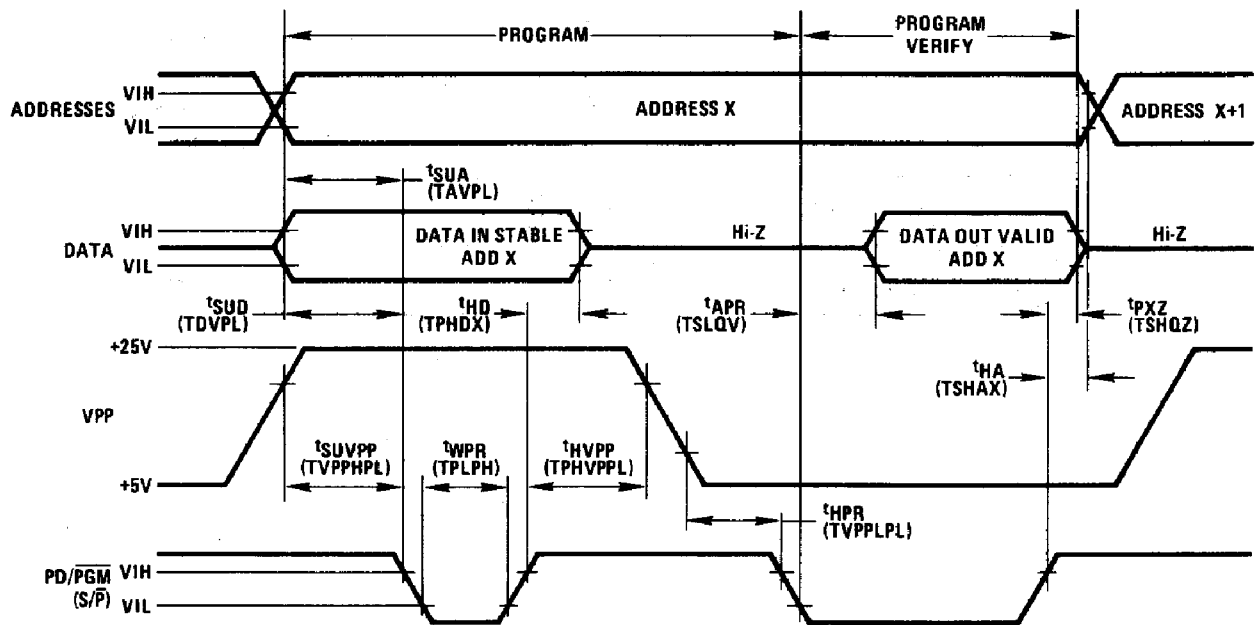 PROGRAM
PROGRAM
VERIFY
ADDRESSES
VIH
VIL
ADDRESS X
ADDRESS X+1
tSUA
(TAVPL)
DATA
VIH
VIL
DATA IN STABLE
ADD X
Hi-Z
DATA OUT VALID
ADD X
Hi-Z
tSUD
(TDVPL)
tHD
(TPHDX)
tAPR
(TSLQV)
tPXZ
(TSHQZ)
+25V
tHA
(TSHAX)
VPP
tSUVPP
(TVPPHPL)
tWPR
(TPLPH)
tHVPP
(TPHVPPL)
+5V
tHPR
(TVPPLPL)
PD/P̅G̅M̅
(S/P̅)
VIH
VIL